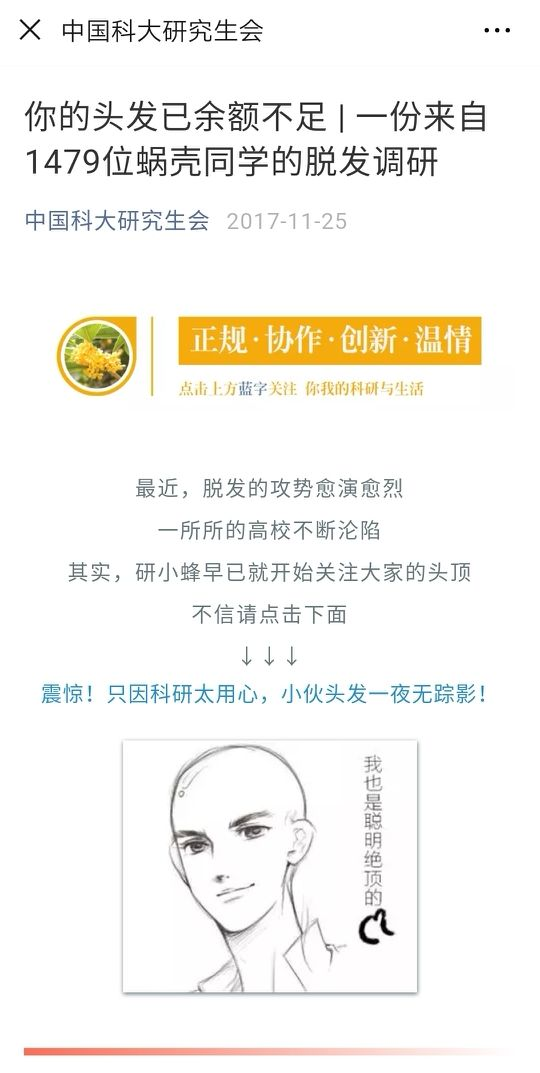 中国科大研究生会
你的头发已余额不足 | 一份来自
1479位蜗壳同学的脱发调研
中国科大研究生会 2017-11-25
正规·协作·创新·温情
点击上方蓝字关注 你我的科研与生活
最近，脱发的攻势愈演愈烈
一所所的高校不断沦陷
其实，研小蜂早已就开始关注大家的头顶
不信请点击下面
↓↓↓
震惊！只因科研太用心，小伙头发一夜无踪影！
我也是聪明绝顶的